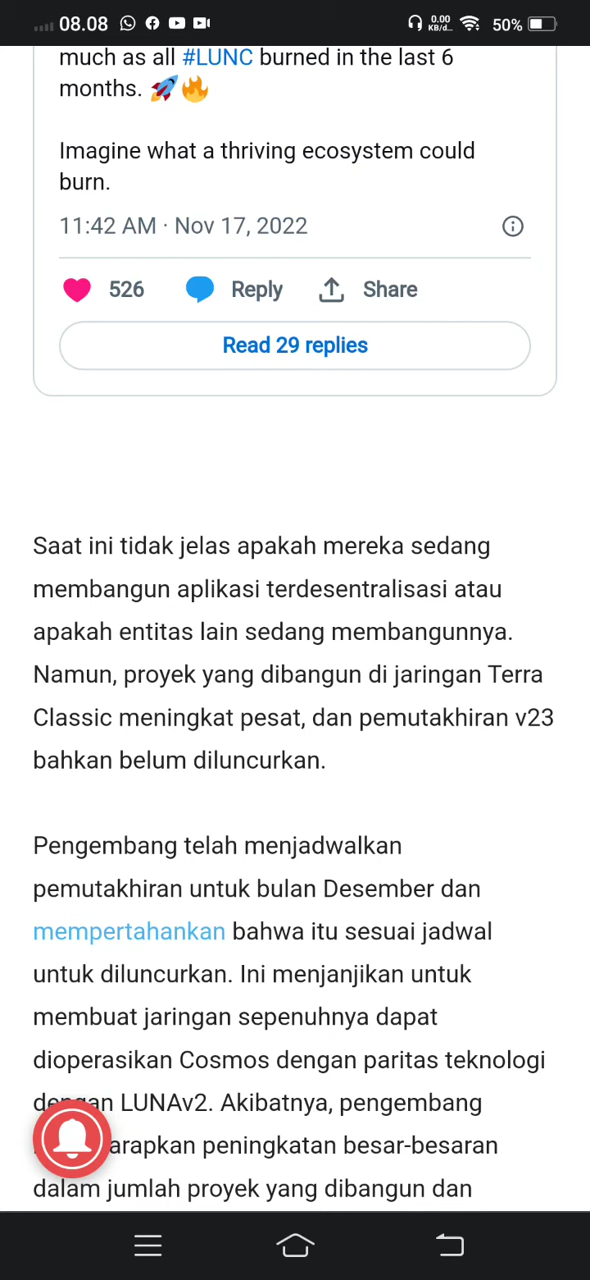 08.08 0.00 KB/d... 50%
much as all #LUNC burned in the last 6
months. 🚀🔥
Imagine what a thriving ecosystem could
burn.
11:42 AM · Nov 17, 2022
526 Reply Share
Read 29 replies
Saat ini tidak jelas apakah mereka sedang
membangun aplikasi terdesentralisasi atau
apakah entitas lain sedang membangunnya.
Namun, proyek yang dibangun di jaringan Terra
Classic meningkat pesat, dan pemutakhiran v23
bahkan belum diluncurkan.
Pengembang telah menjadwalkan
pemutakhiran untuk bulan Desember dan
mempertahankan bahwa itu sesuai jadwal
untuk diluncurkan. Ini menjanjikan untuk
membuat jaringan sepenuhnya dapat
dioperasikan Cosmos dengan paritas teknologi
dengan LUNAv2. Akibatnya, pengembang
arapkan peningkatan besar-besaran
dalam jumlah proyek yang dibangun dan